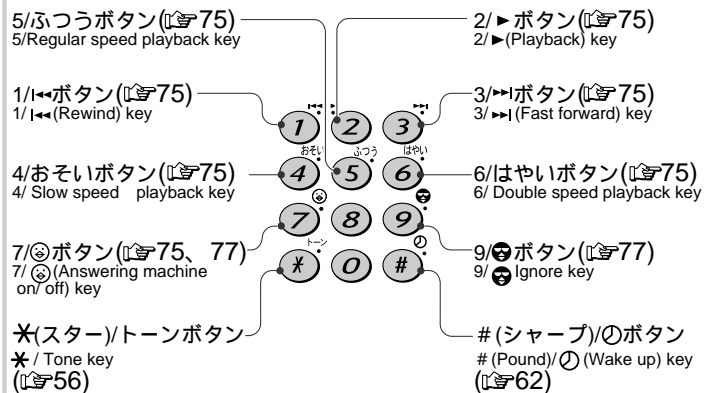 5/ふつうボタン(☞75)
5/Regular speed playback key
2/►ボタン(☞75)
2/►(Playback) key
1/I◄◄ボタン(☞75)
1/I◄◄(Rewind) key
3/►►Iボタン(☞75)
3/►►I(Fast forward) key
I◄◄ ► ►►I
1 2 3
おそい ふつう はやい
4 5 6
4/おそいボタン(☞75)
4/ Slow speed playback key
6/はやいボタン(☞75)
6/ Double speed playback key
7 8 9
7/ボタン(☞75、77)
7/(Answering machine
on/ off) key
9/ボタン(☞77)
9/ Ignore key
トーン
* 0 #
*(スター)/トーンボタン
* / Tone key
(☞56)
#(シャープ)/ボタン
# (Pound)/(Wake up) key
(☞62)